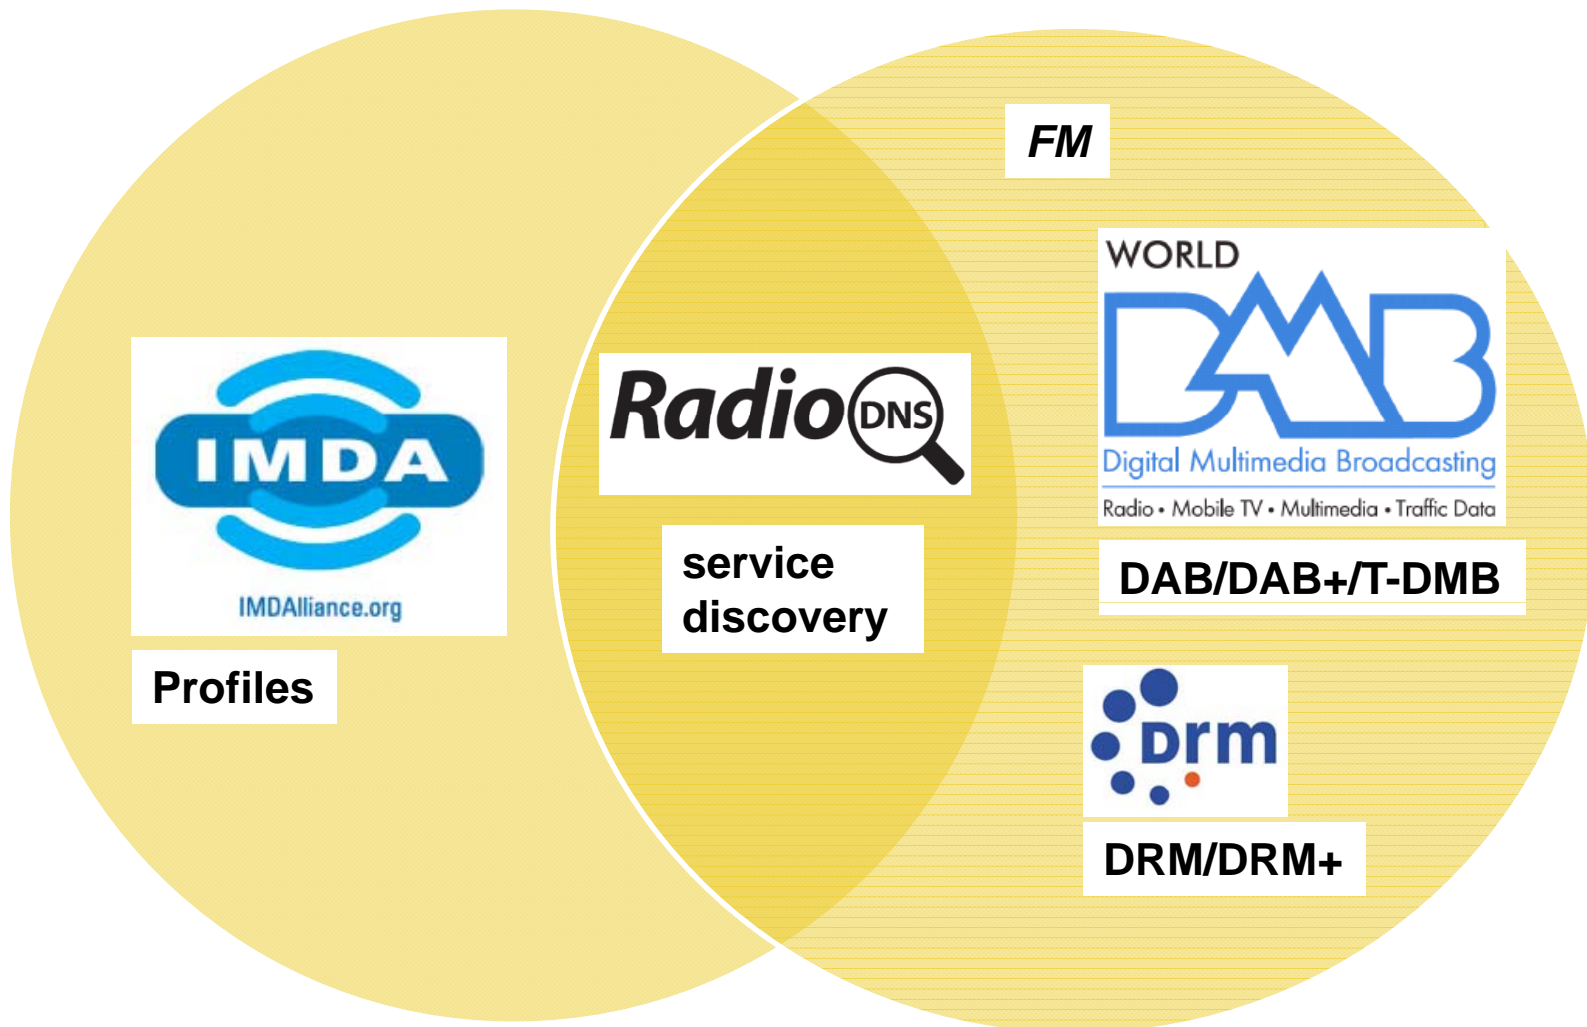 IMDA
IMDAlliance.org
Profiles
Radio DNS
service
discovery
FM
WORLD
DMB
Digital Multimedia Broadcasting
Radio • Mobile TV • Multimedia • Traffic Data
DAB/DAB+/T-DMB
Drm
DRM/DRM+